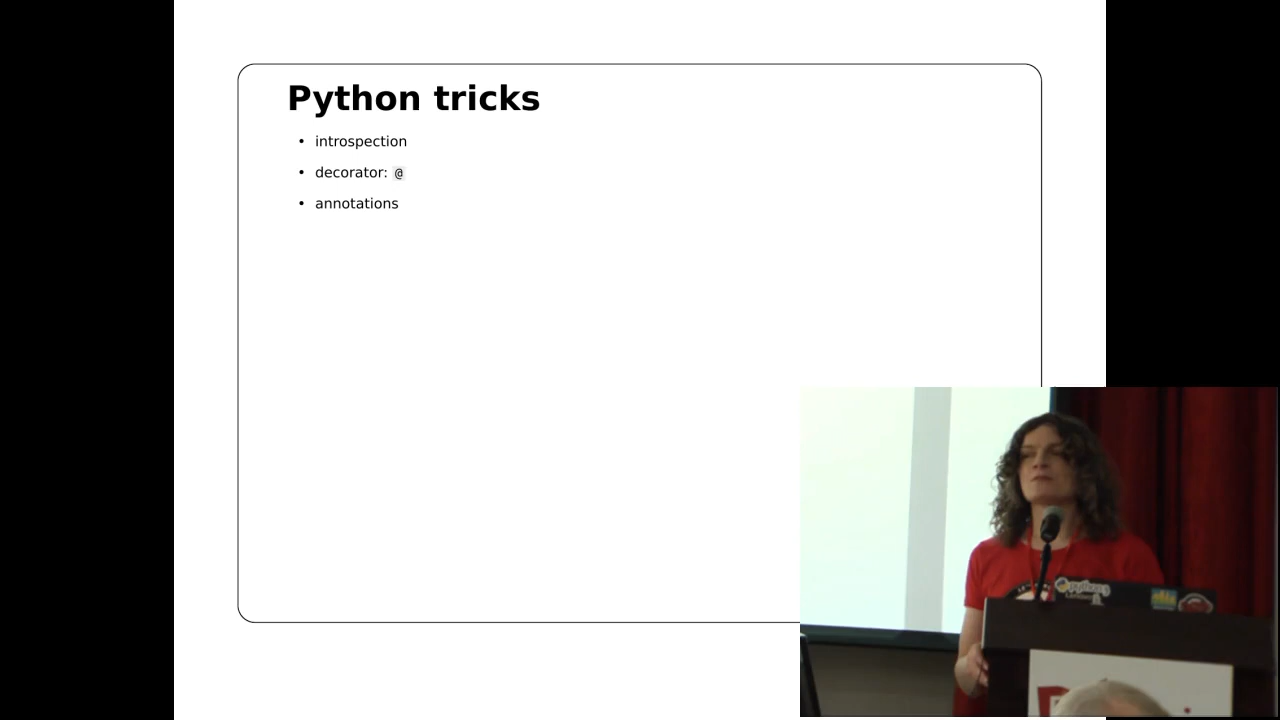 Python tricks
• introspection
• decorator: @
• annotations